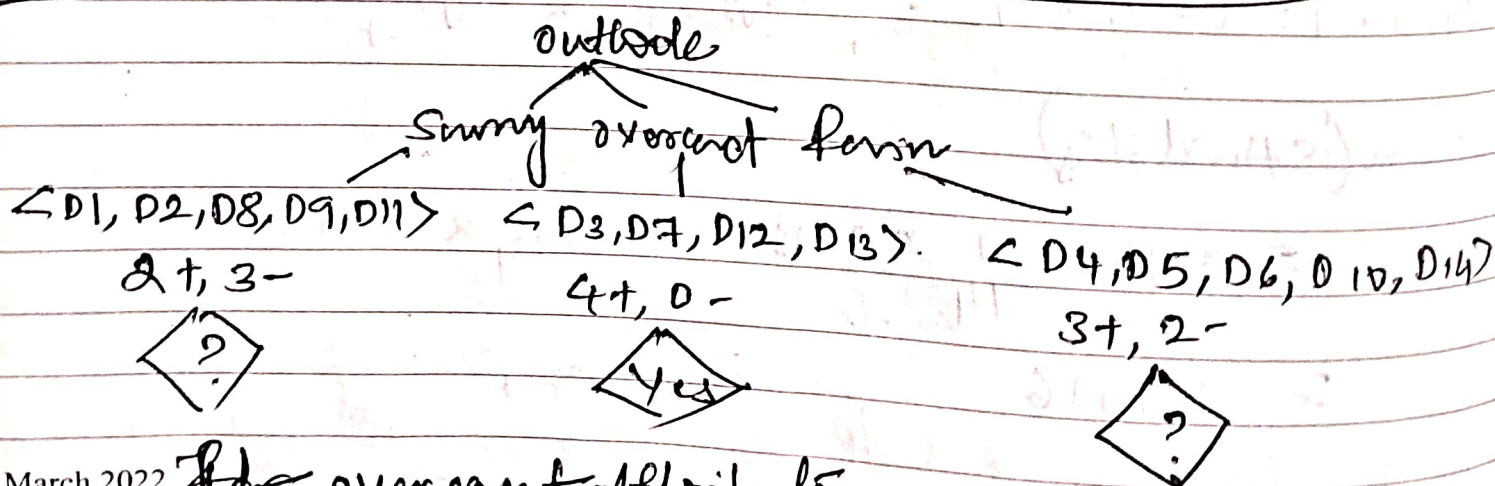 outlook
Sunny overcast Rain
<D1, D2, D8, D9, D11> <D3, D7, D12, D13>. <D4, D5, D6, D10, D14>
2+, 3- 4+, 0- 3+, 2-
? Yes ?
March 2022